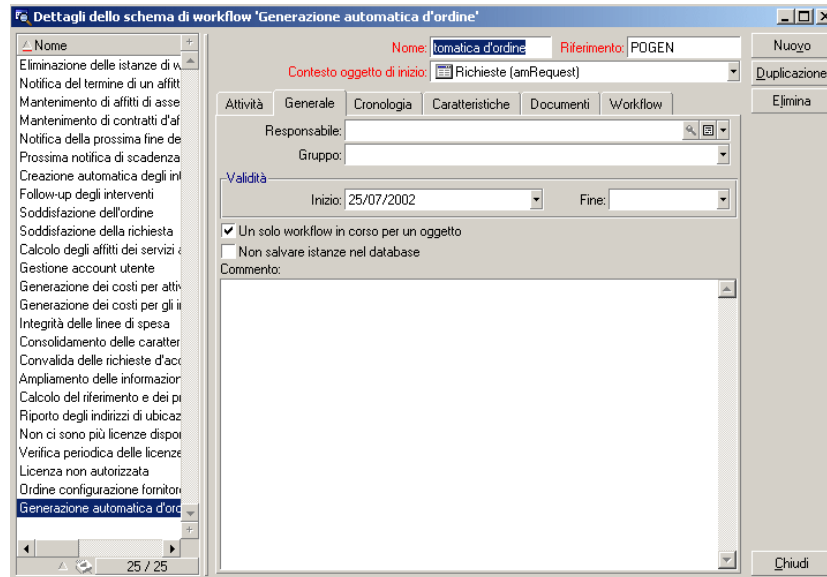 Dettagli dello schema di workflow 'Generazione automatica d'ordine'
Nome
Eliminazione delle istanze di w
Notifica del termine di un affitt
Mantenimento di affitti di asse
Mantenimento di contratti d'af
Notifica della prossima fine de
Prossima notifica di scadenza
Creazione automatica degli int
Follow-up degli interventi
Soddisfazione dell'ordine
Soddisfazione della richiesta
Calcolo degli affitti dei servizi a
Gestione account utente
Generazione dei costi per attiv
Generazione dei costi per gli i
Integrità delle linee di spesa
Consolidamento delle caratter
Convalida delle richieste d'acq
Ampliamento delle informazion
Calcolo del riferimento e dei p
Riporto degli indirizzi di ubicaz
Non ci sono più licenze dispon
Verifica periodica delle licenze
Licenza non autorizzata
Ordine configurazione fornitor
Generazione automatica d'ord
25 / 25
Nome: tomatica d'ordine Riferimento: POGEN
Contesto oggetto di inizio: Richieste (amRequest)
Attività Generale Cronologia Caratteristiche Documenti Workflow
Responsabile:
Gruppo:
Validità
Inizio: 25/07/2002 Fine:
Un solo workflow in corso per un oggetto
Non salvare istanze nel database
Commento:
Nuovo
Duplicazione
Elimina
Chiudi